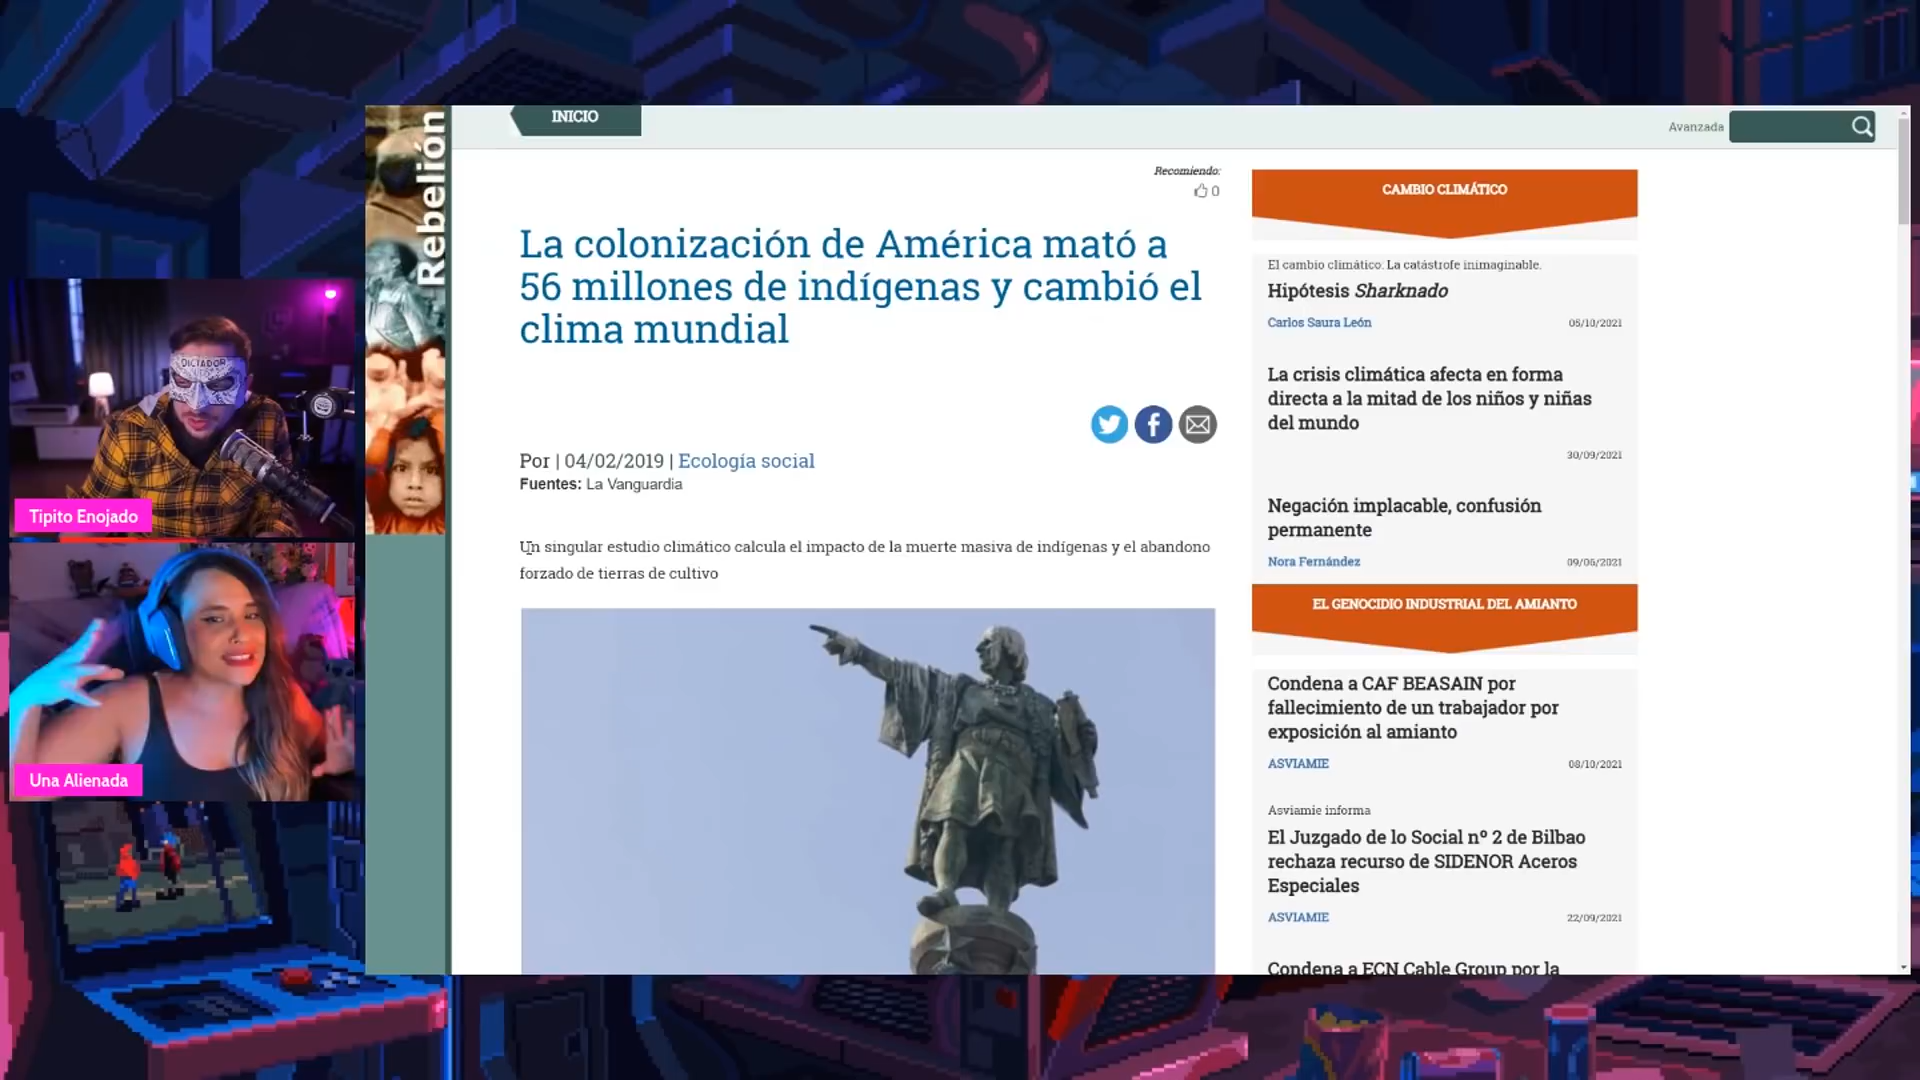 Rebelión
INICIO
Avanzada
Recomiendo:
0
La colonización de América mató a
56 millones de indígenas y cambió el
clima mundial
Por | 04/02/2019 | Ecología social
Fuentes: La Vanguardia
Un singular estudio climático calcula el impacto de la muerte masiva de indígenas y el abandono
forzado de tierras de cultivo
CAMBIO CLIMÁTICO
El cambio climático: La catástrofe inimaginable.
Hipótesis Sharknado
Carlos Saura León 05/10/2021
La crisis climática afecta en forma
directa a la mitad de los niños y niñas
del mundo
30/09/2021
Negación implacable, confusión
permanente
Nora Fernández 09/06/2021
EL GENOCIDIO INDUSTRIAL DEL AMIANTO
Condena a CAF BEASAIN por
fallecimiento de un trabajador por
exposición al amianto
ASVIAMIE 08/10/2021
Asviamie informa
El Juzgado de lo Social nº 2 de Bilbao
rechaza recurso de SIDENOR Aceros
Especiales
ASVIAMIE 22/09/2021
Condena a ECN Cable Group por la
DICTADOR
Tipito Enojado
Una Alienada